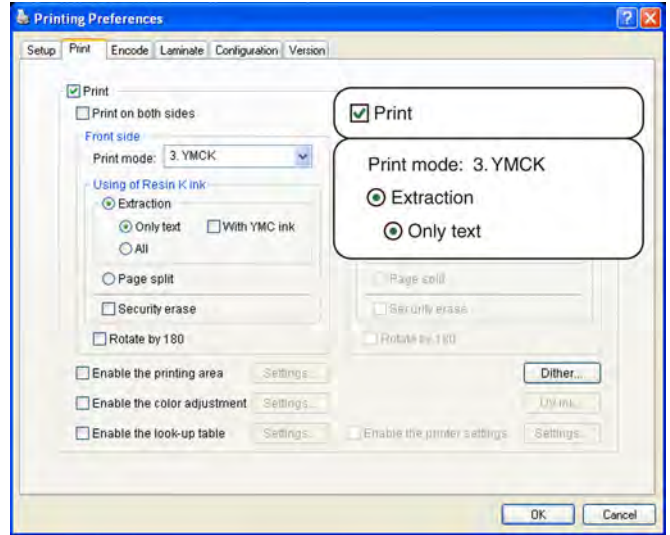 Printing Preferences
Setup Print Encode Laminate Configuration Version
Print
Print on both sides
Front side
Print mode: 3. YMCK
Using of Resin K ink
Extraction
Only text With YMC ink
All
Page split
Security erase
Rotate by 180
Print
Print mode: 3. YMCK
Extraction
Only text
Page split
Security erase
Rotate by 180
Enable the printing area Settings... Dither...
Enable the color adjustment Settings... UV ink...
Enable the look-up table Settings... Enable the printer settings Settings...
OK Cancel